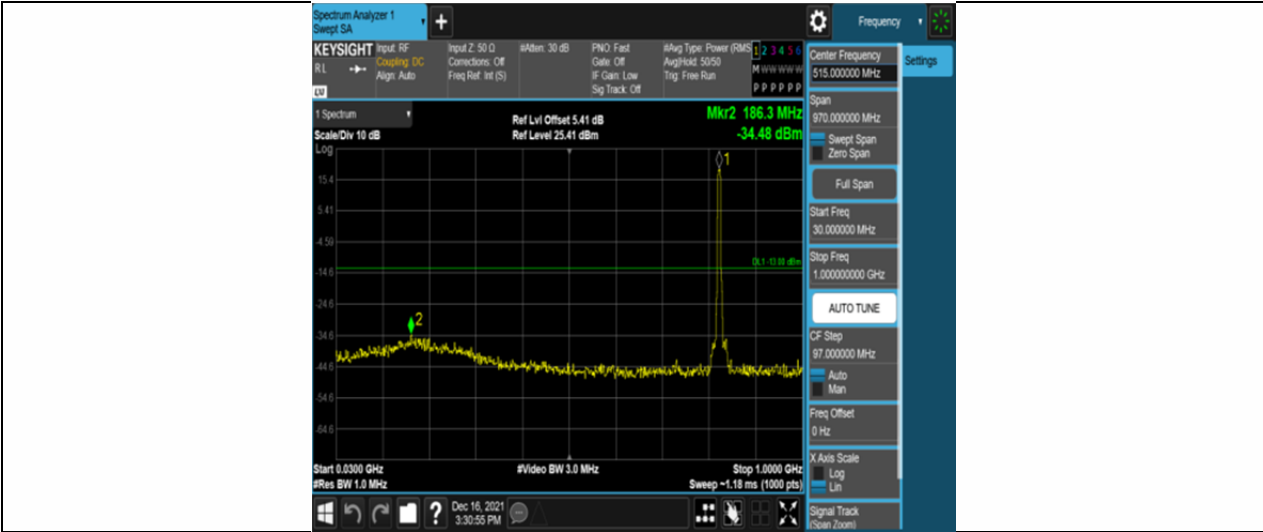 Spectrum Analyzer 1
Swept SA
+
Frequency
KEYSIGHT
Input: RF
Coupling: DC
Align: Auto
Input Z: 50 Ω
Corrections: Off
Freq Ref: Int (S)
#Atten: 30 dB
PNO: Fast
Gate: Off
IF Gain: Low
Sig Track: Off
#Avg Type: Power (RMS
Avg|Hold: 50/50
Trig: Free Run
1 2 3 4 5 6
M W W W W W
P P P P P P
R L
LV
1 Spectrum
Scale/Div 10 dB
Ref Lvl Offset 5.41 dB
Ref Level 25.41 dBm
Mkr2 186.3 MHz
-34.48 dBm
Log
15.4
5.41
-4.59
-14.6
-24.6
-34.6
-44.6
-54.6
-64.6
1
DL1 -13.00 dBm
2
Start 0.0300 GHz
#Res BW 1.0 MHz
#Video BW 3.0 MHz
Stop 1.0000 GHz
Sweep ~1.18 ms (1000 pts)
Dec 16, 2021
3:30:55 PM
?
Center Frequency
515.000000 MHz
Settings
Span
970.000000 MHz
Swept Span
Zero Span
Full Span
Start Freq
30.000000 MHz
Stop Freq
1.000000000 GHz
AUTO TUNE
CF Step
97.000000 MHz
Auto
Man
Freq Offset
0 Hz
X Axis Scale
Log
Lin
Signal Track
(Span Zoom)